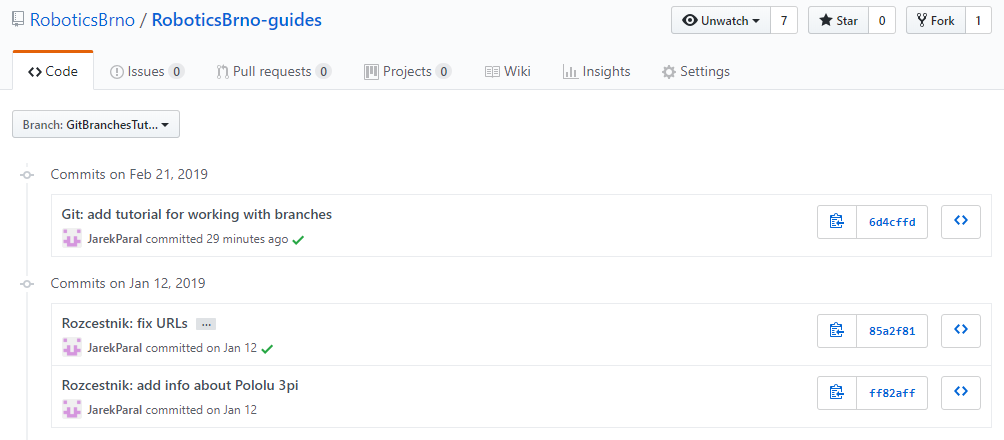 RoboticsBrno / RoboticsBrno-guides
Unwatch 7 Star 0 Fork 1
Code Issues 0 Pull requests 0 Projects 0 Wiki Insights Settings
Branch: GitBranchesTut...
Commits on Feb 21, 2019
Git: add tutorial for working with branches
JarekParal committed 29 minutes ago
6d4cffd
Commits on Jan 12, 2019
Rozcestnik: fix URLs ...
JarekParal committed on Jan 12
85a2f81
Rozcestnik: add info about Pololu 3pi
JarekParal committed on Jan 12
ff82aff